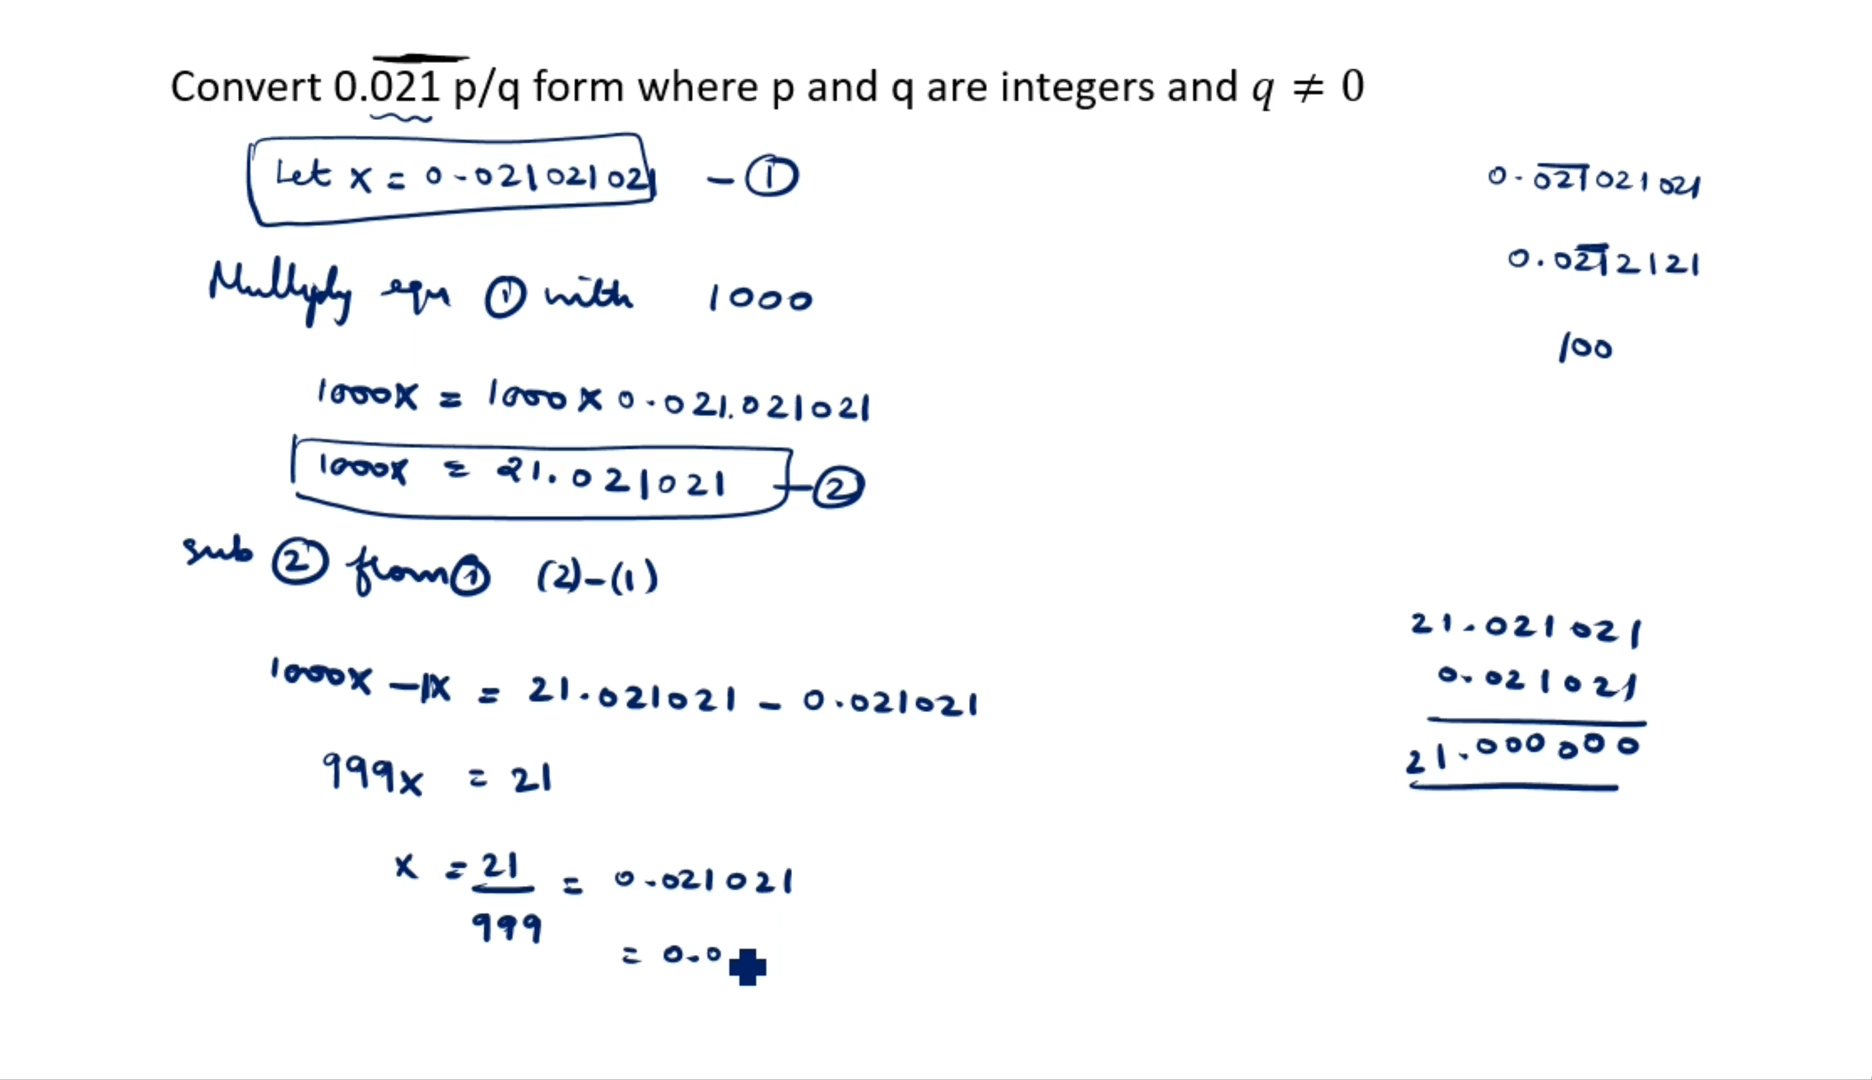 Convert 0.021 p/q form where p and q are integers and q ≠ 0
Let x = 0.021021021 - ①
0.021021021
Multiply eqn ① with 1000
0.0212121
100
1000x = 1000 x 0.021.021021
1000x = 21.021021 - ②
sub ② from ① (2)-(1)
1000x - 1x = 21.021021 - 0.021021
21.021021
0.021021
21.000000
999x = 21
x = 21/999 = 0.021021
= 0.0